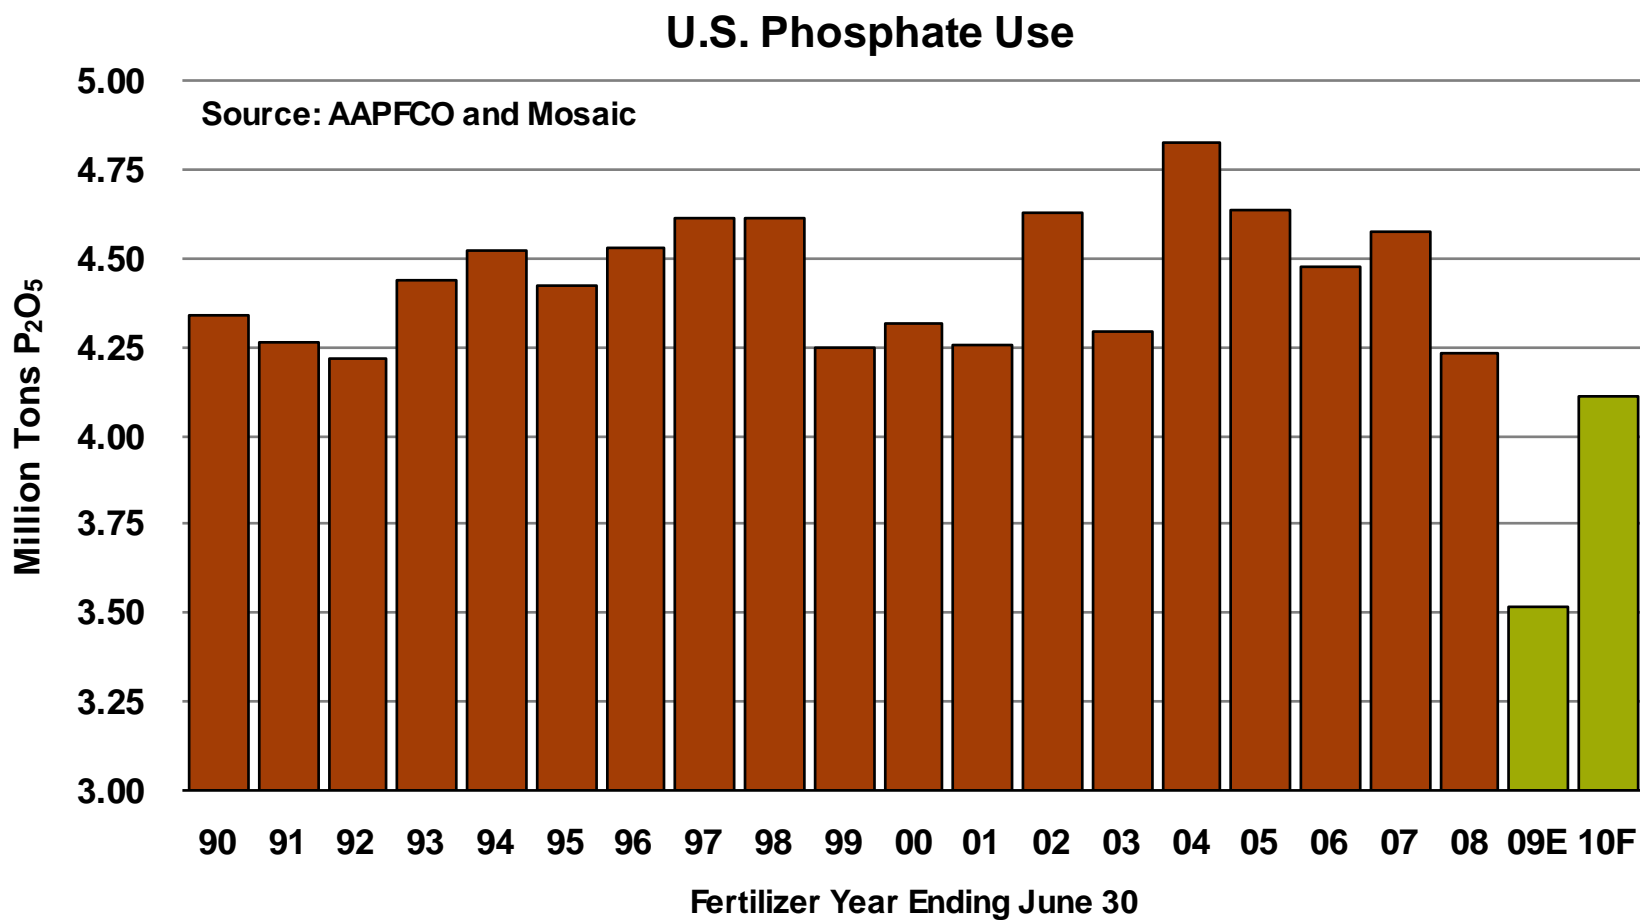 U.S. Phosphate Use
5.00
Source: AAPFCO and Mosaic
4.75
4.50
4.25
4.00
3.75
3.50
3.25
3.00
Million Tons P₂O₅
90 91 92 93 94 95 96 97 98 99 00 01 02 03 04 05 06 07 08 09E 10F
Fertilizer Year Ending June 30